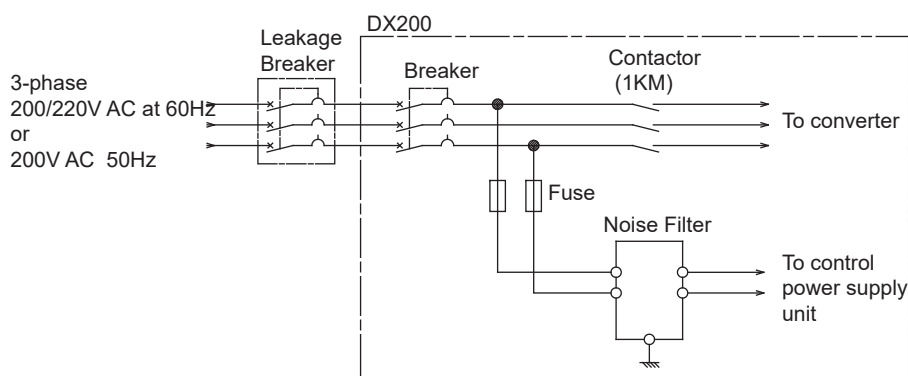 DX200
Leakage
Breaker
3-phase
200/220V AC at 60Hz
or
200V AC 50Hz
Breaker
Contactor
(1KM)
To converter
Fuse
Noise Filter
To control
power supply
unit